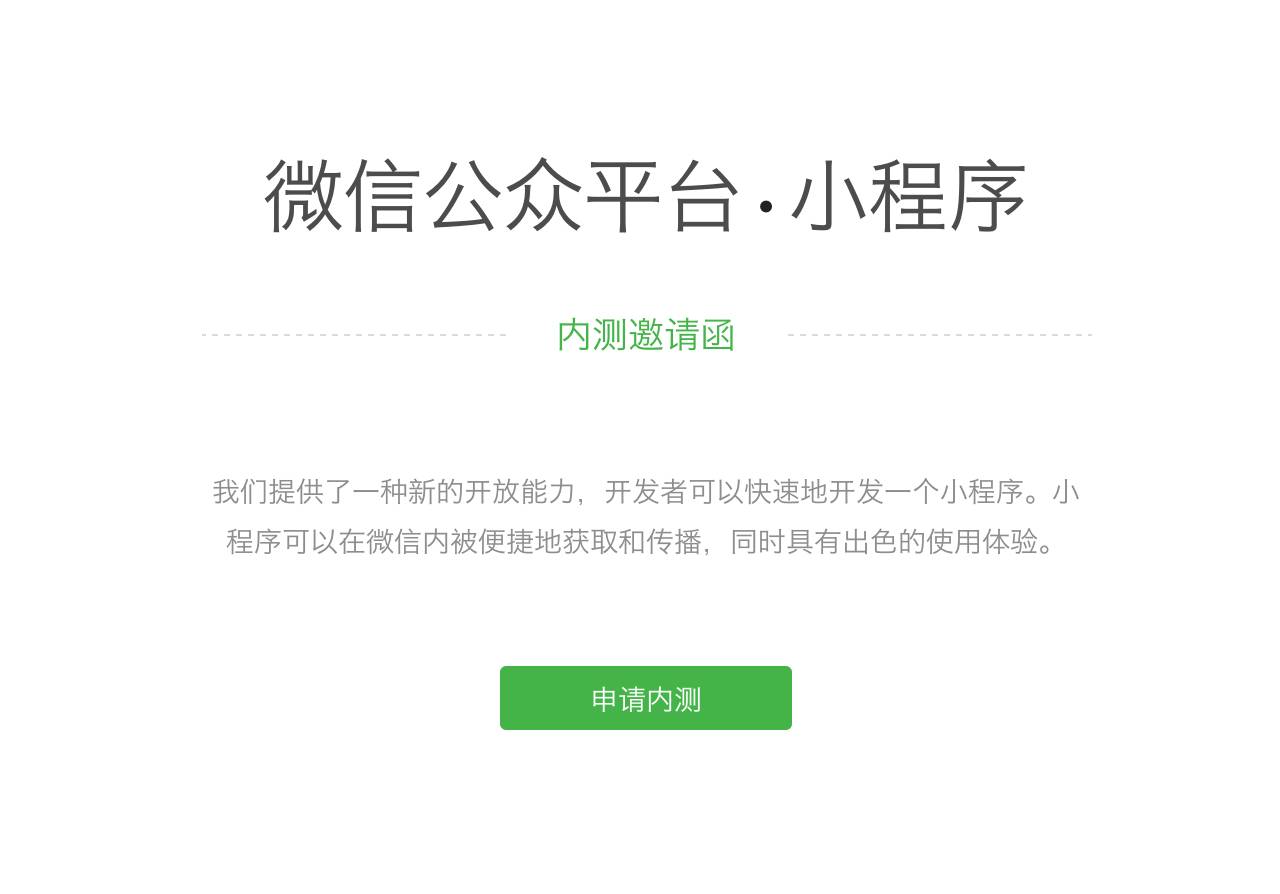 微信公众平台·小程序
内测邀请函
我们提供了一种新的开放能力，开发者可以快速地开发一个小程序。小
程序可以在微信内被便捷地获取和传播，同时具有出色的使用体验。
申请内测